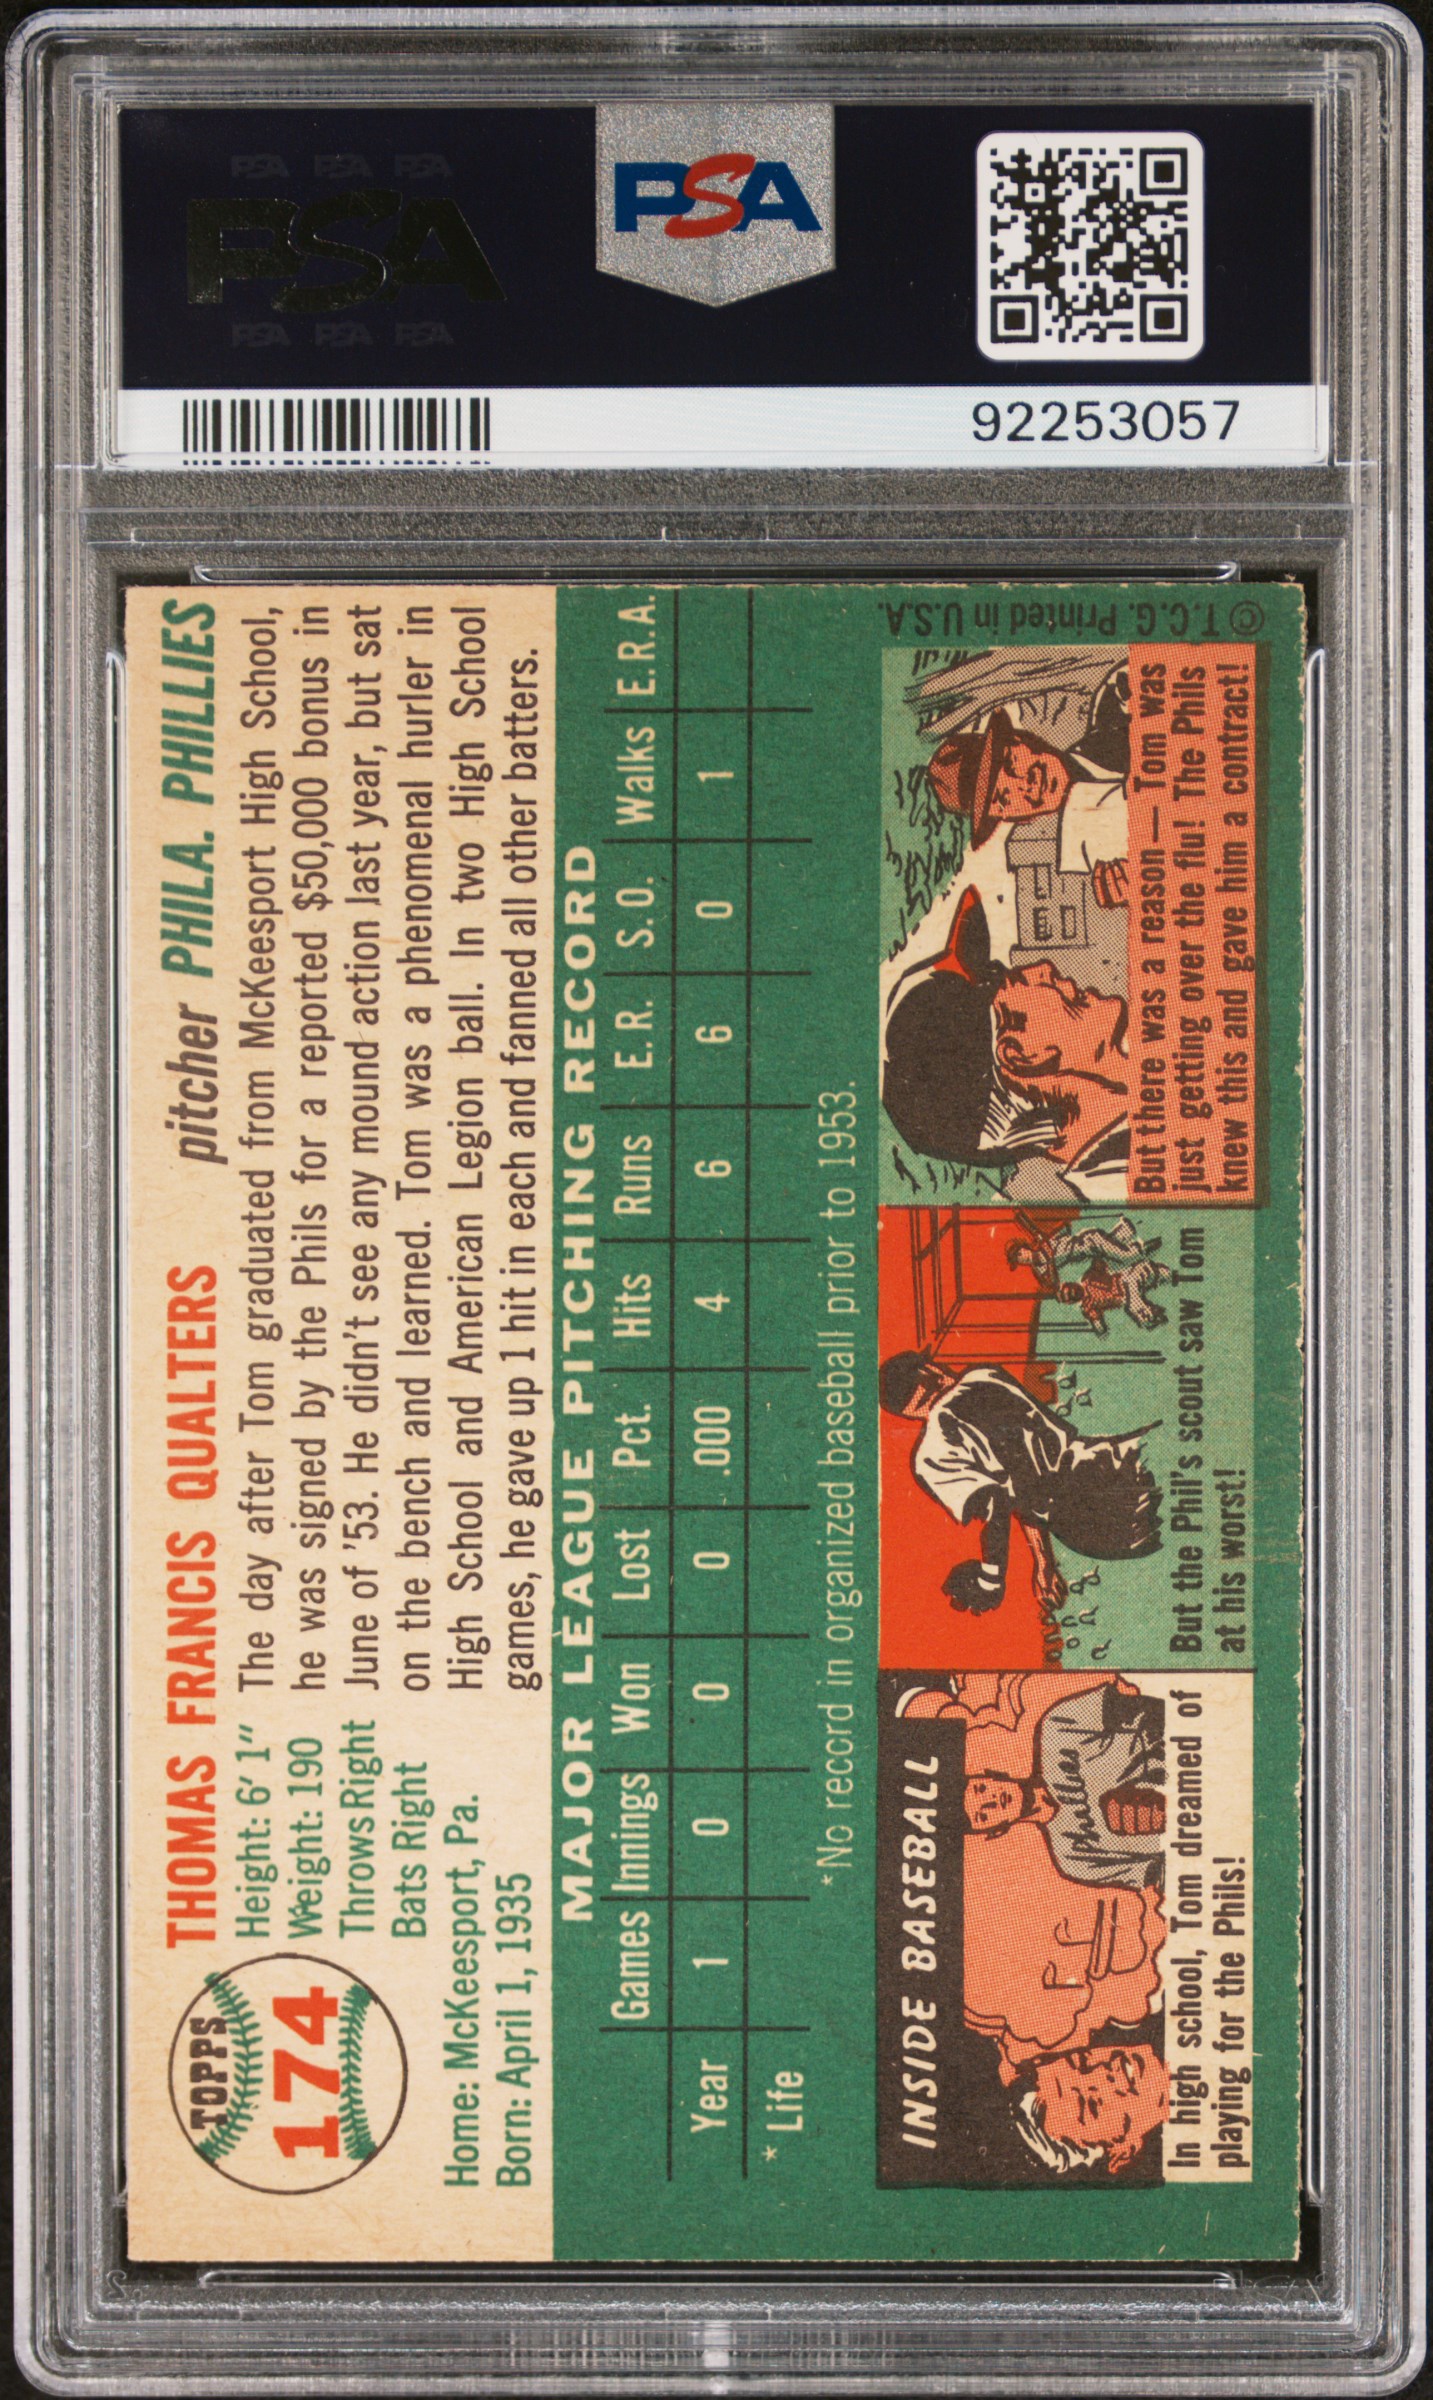 PSA PSA PSA
PSA
PSA PSA PSA
PSA
92253057
TOPPS
174
THOMAS FRANCIS QUALTERS
pitcher PHILA. PHILLIES
Height: 6' 1"
Weight: 190
Throws Right
Bats Right
Home: McKeesport, Pa.
Born: April 1, 1935
The day after Tom graduated from McKeesport High School,
he was signed by the Phils for a reported $50,000 bonus in
June of '53. He didn't see any mound action last year, but sat
on the bench and learned. Tom was a phenomenal hurler in
High School and American Legion ball. In two High School
games, he gave up 1 hit in each and fanned all other batters.
MAJOR LEAGUE PITCHING RECORD
Games Innings Won Lost Pct. Hits Runs E.R. S.O. Walks E.R.A.
Year 1 0 0 0 .000 4 6 6 0 1
* Life
*No record in organized baseball prior to 1953.
INSIDE BASEBALL
Phillies
In high school, Tom dreamed of
playing for the Phils!
But the Phil's scout saw Tom
at his worst!
But there was a reason— Tom was
just getting over the flu! The Phils
knew this and gave him a contract!
© T.C.G. Printed in U.S.A.